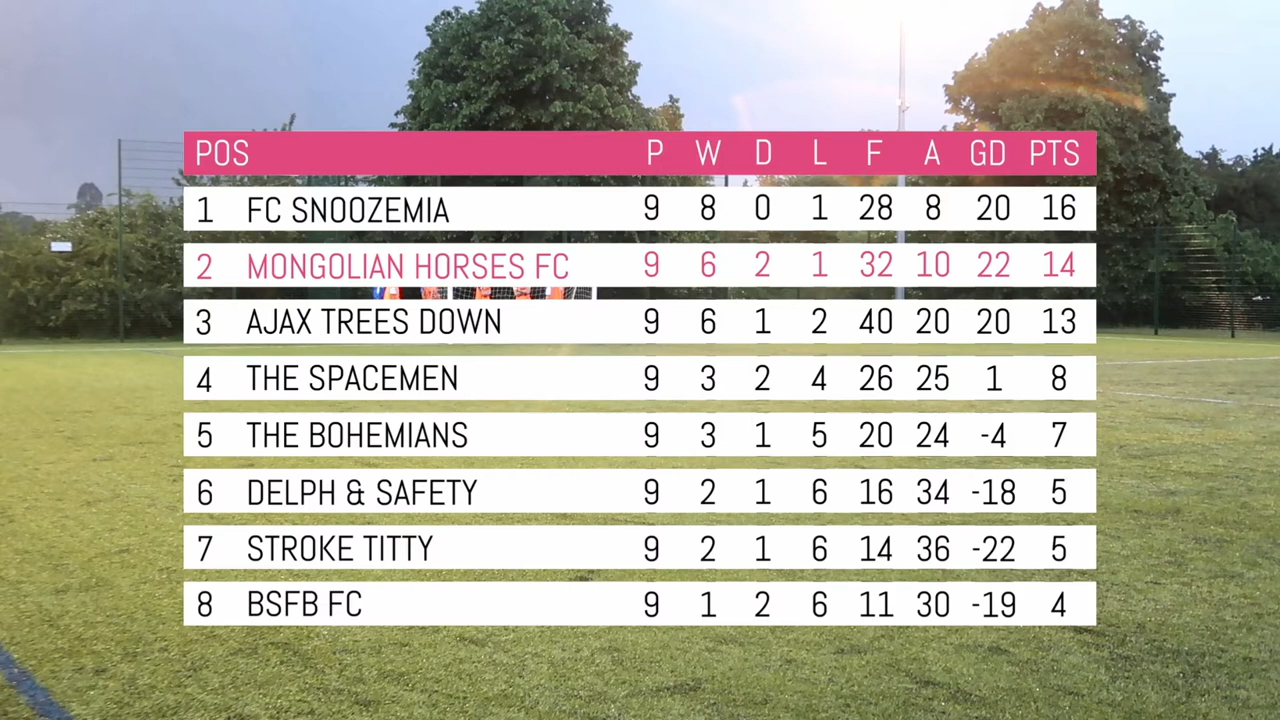 POS P W D L F A GD PTS
1 FC SNOOZEMIA 9 8 0 1 28 8 20 16
2 MONGOLIAN HORSES FC 9 6 2 1 32 10 22 14
3 AJAX TREES DOWN 9 6 1 2 40 20 20 13
4 THE SPACEMEN 9 3 2 4 26 25 1 8
5 THE BOHEMIANS 9 3 1 5 20 24 -4 7
6 DELPH & SAFETY 9 2 1 6 16 34 -18 5
7 STROKE TITTY 9 2 1 6 14 36 -22 5
8 BSFB FC 9 1 2 6 11 30 -19 4